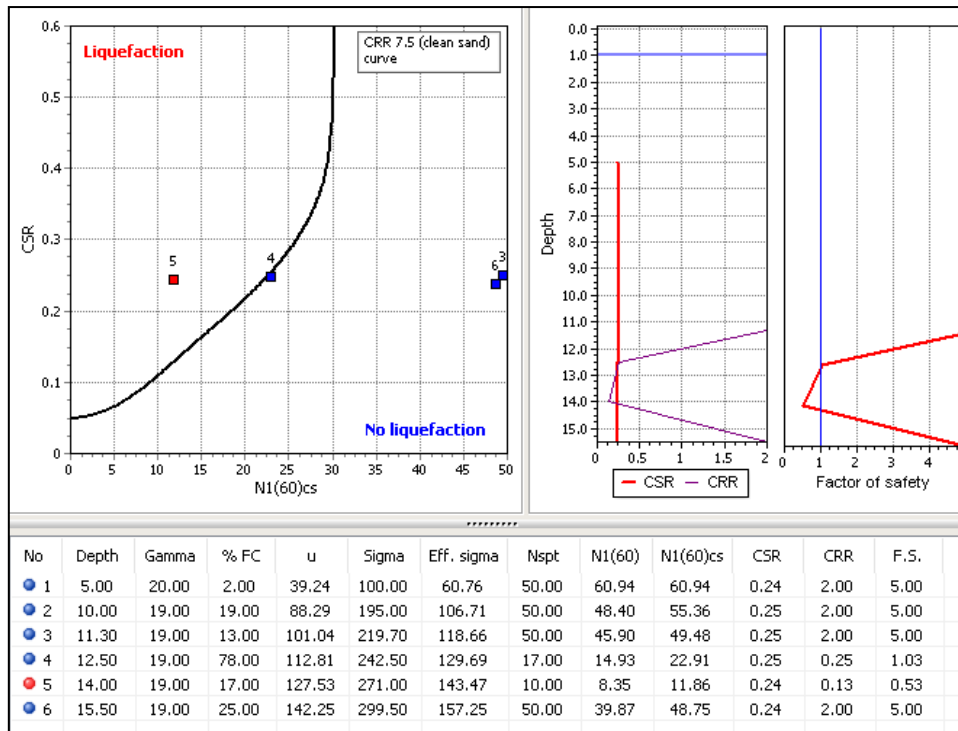 0.6
Liquefaction
CRR 7.5 (clean sand)
curve
0.5
0.4
0.3
0.2
0.1
0
CSR
5
4
3
6
No liquefaction
0 5 10 15 20 25 30 35 40 45 50
N1(60)cs
0.0
1.0
2.0
3.0
4.0
5.0
6.0
7.0
8.0
9.0
10.0
11.0
12.0
13.0
14.0
15.0
Depth
0 0.5 1 1.5 2
CSR CRR
0 1 2 3 4
Factor of safety
No Depth Gamma % FC u Sigma Eff. sigma Nspt N1(60) N1(60)cs CSR CRR F.S.
1 5.00 20.00 2.00 39.24 100.00 60.76 50.00 60.94 60.94 0.24 2.00 5.00
2 10.00 19.00 19.00 88.29 195.00 106.71 50.00 48.40 55.36 0.25 2.00 5.00
3 11.30 19.00 13.00 101.04 219.70 118.66 50.00 45.90 49.48 0.25 2.00 5.00
4 12.50 19.00 78.00 112.81 242.50 129.69 17.00 14.93 22.91 0.25 0.25 1.03
5 14.00 19.00 17.00 127.53 271.00 143.47 10.00 8.35 11.86 0.24 0.13 0.53
6 15.50 19.00 25.00 142.25 299.50 157.25 50.00 39.87 48.75 0.24 2.00 5.00